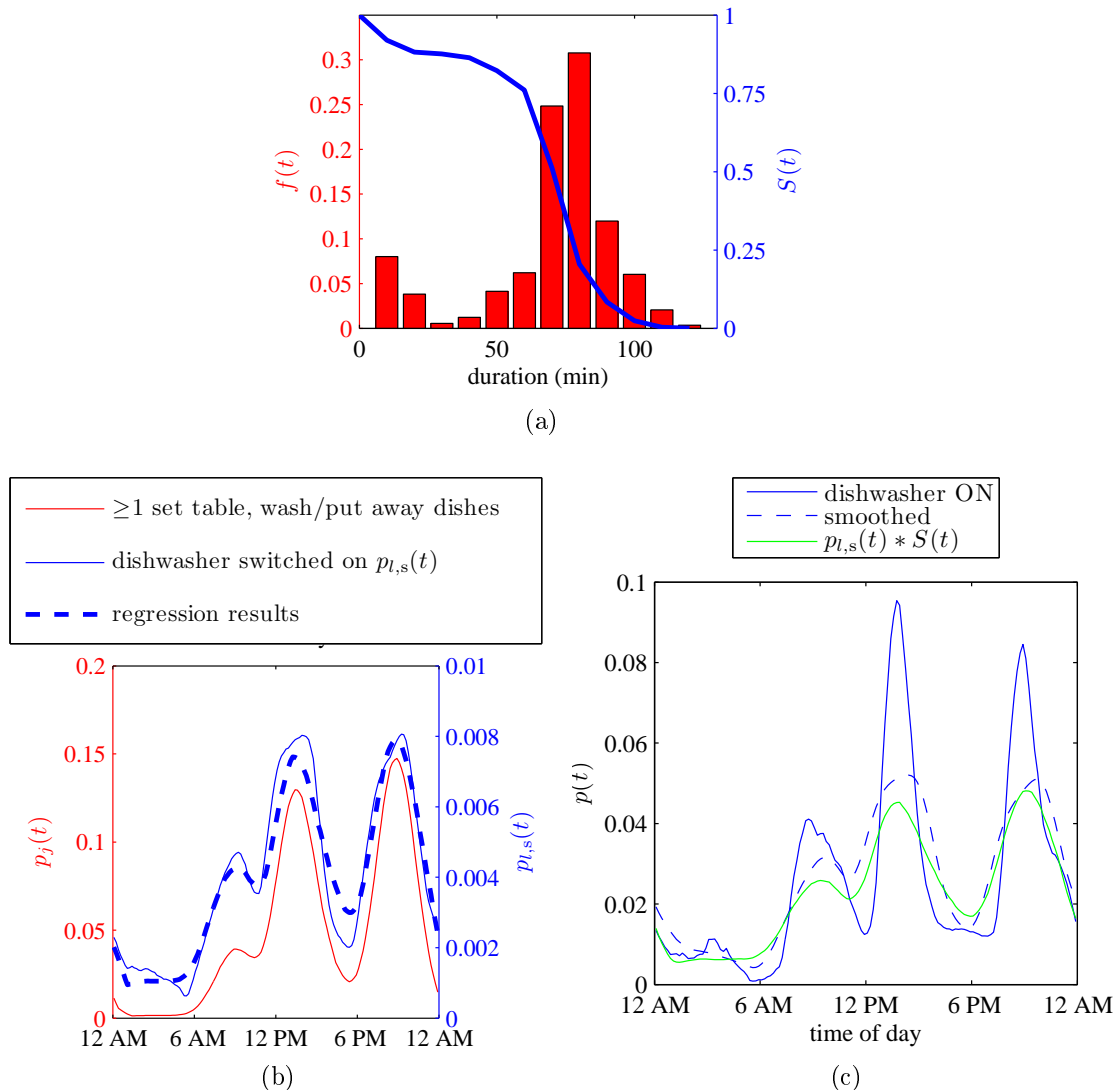 0.3
0.25
0.2
0.15
0.1
0.05
0
f(t)
1
0.75
0.5
0.25
0
S(t)
0 50 100
duration (min)
(a)
≥1 set table, wash/put away dishes
dishwasher switched on p_{l,s}(t)
regression results
0.2
0.15
0.1
0.05
0
p_j(t)
0.01
0.008
0.006
0.004
0.002
0
p_{l,s}(t)
12 AM 6 AM 12 PM 6 PM 12 AM
(b)
dishwasher ON
smoothed
p_{l,s}(t) ∗ S(t)
0.1
0.08
0.06
0.04
0.02
0
p(t)
12 AM 6 AM 12 PM 6 PM 12 AM
time of day
(c)